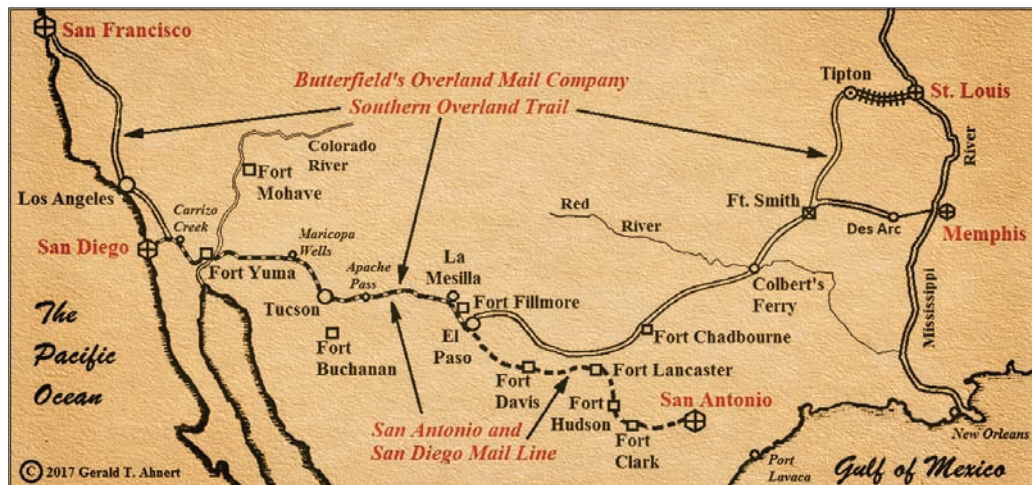 San Francisco
Butterfield's Overland Mail Company
Southern Overland Trail
Tipton
St. Louis
River
Colorado
River
Fort
Mohave
Los Angeles
Carrizo
Creek
San Diego
Fort Yuma
Maricopa
Wells
Tucson
Apache
Pass
La
Mesilla
Fort Fillmore
El
Paso
Fort
Buchanan
Red
River
Ft. Smith
Des Arc
Memphis
Colbert's
Ferry
Mississippi
Fort Chadbourne
Fort
Davis
Fort Lancaster
Fort
Hudson
San Antonio
Fort
Clark
San Antonio and
San Diego Mail Line
The
Pacific
Ocean
New Orleans
Port
Lavaca
Gulf of Mexico
© 2017 Gerald T. Ahnert